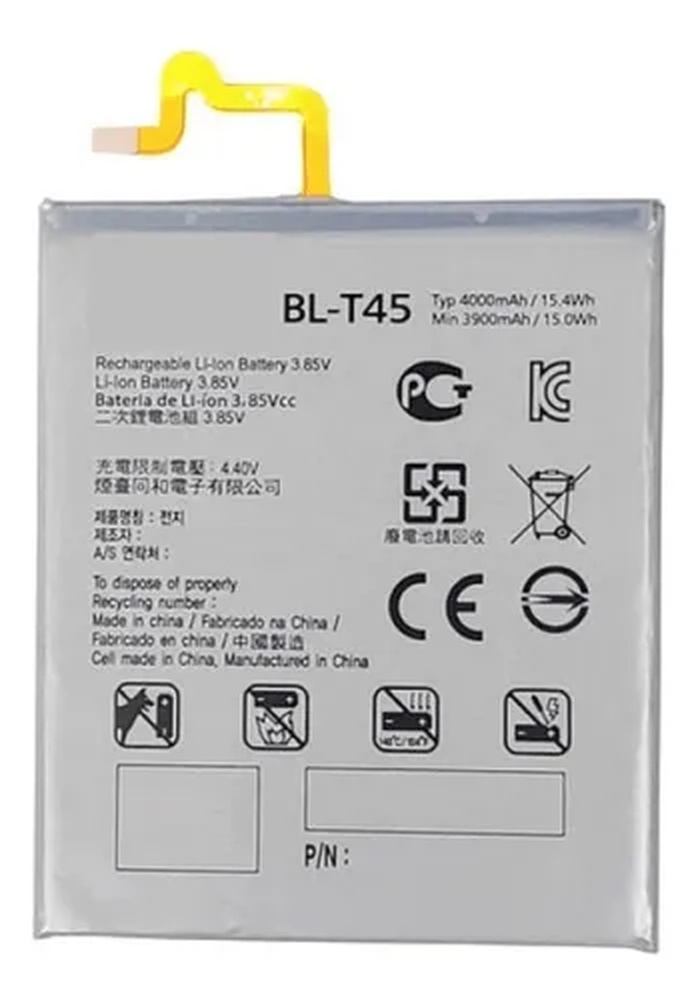 BL-T45
Typ 4000mAh / 15.4Wh
Min 3900mAh / 15.0Wh
Rechargeable Li-Ion Battery 3.85V
Li-Ion Battery 3.85V
Bateria de Li-íon 3,85Vcc
二次鋰電池組 3.85V
充電限制電壓: 4.40V
煙臺同和電子有限公司
제품명칭 : 전지
제조자 :
A/S 연락처 :
廢電池請回收
To dispose of properly
Recycling number :
Made in china / Fabricado na China /
Fabricado en china / 中國製造
Cell made in China, Manufactured in China
P/N :